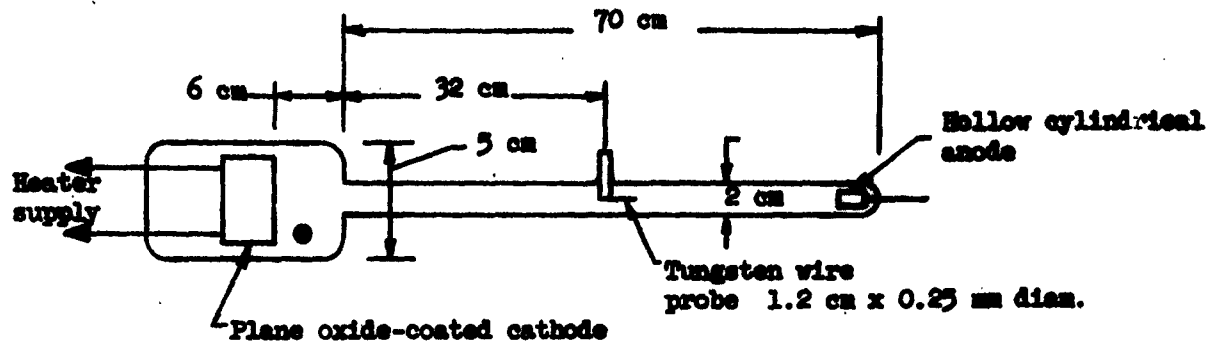 70 cm
6 cm
32 cm
Hollow cylindrical
anode
5 cm
Heater
supply
2 cm
Tungsten wire
probe 1.2 cm x 0.25 mm diam.
Plane oxide-coated cathode